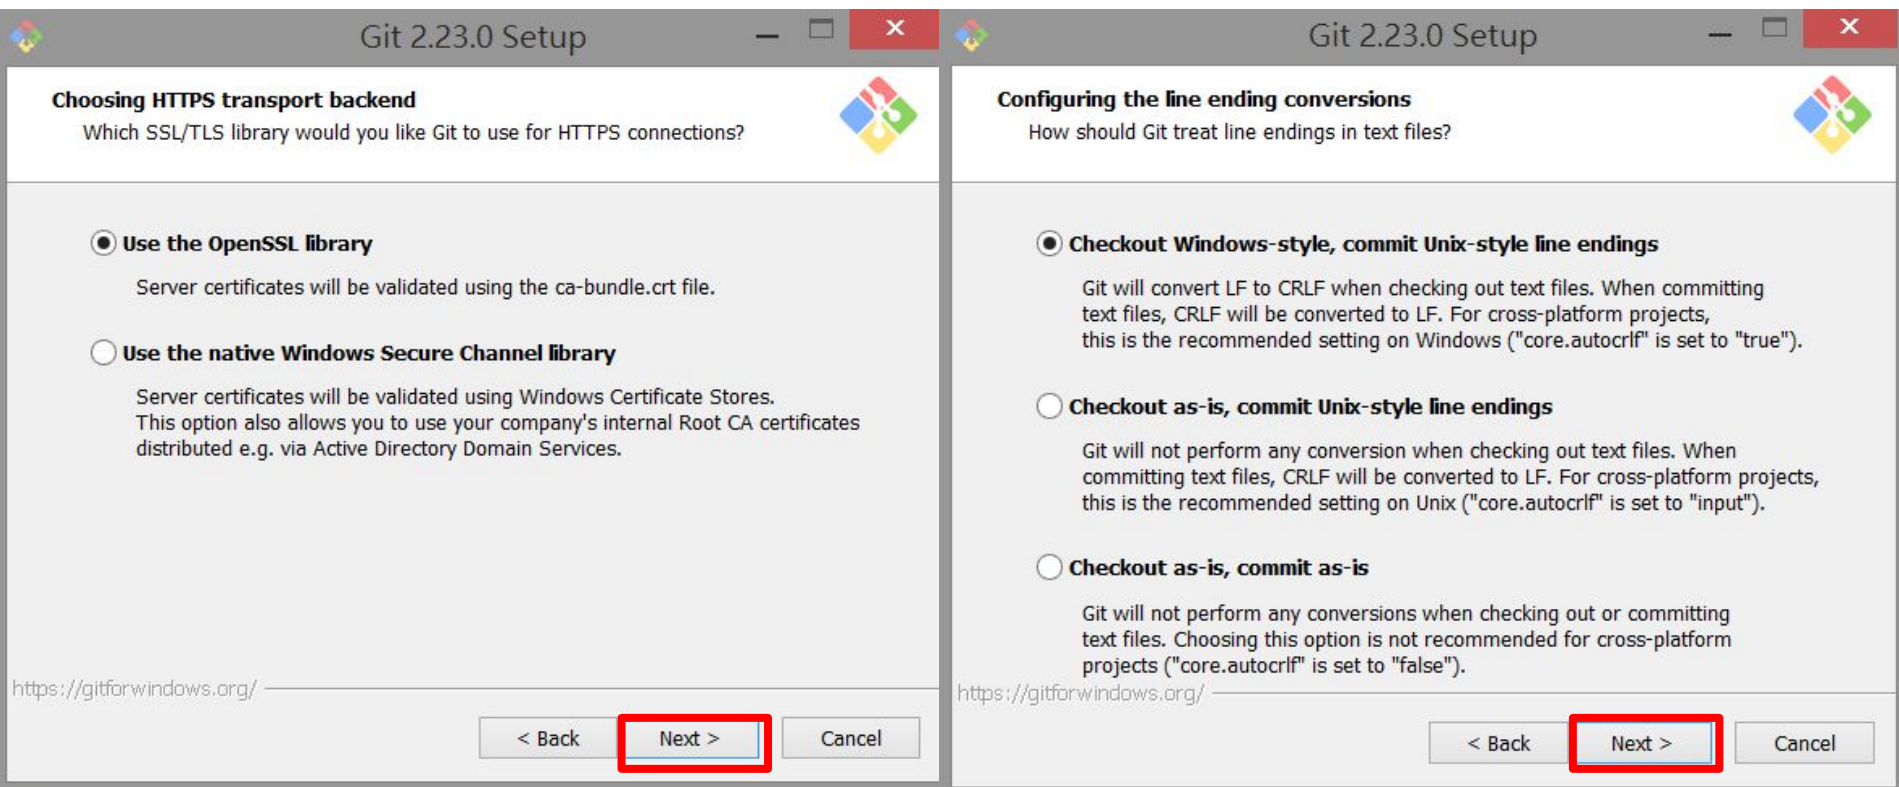 Git 2.23.0 Setup
Choosing HTTPS transport backend
Which SSL/TLS library would you like Git to use for HTTPS connections?
Use the OpenSSL library
Server certificates will be validated using the ca-bundle.crt file.
Use the native Windows Secure Channel library
Server certificates will be validated using Windows Certificate Stores.
This option also allows you to use your company's internal Root CA certificates
distributed e.g. via Active Directory Domain Services.
https://gitforwindows.org/
< Back
Next >
Cancel
Git 2.23.0 Setup
Configuring the line ending conversions
How should Git treat line endings in text files?
Checkout Windows-style, commit Unix-style line endings
Git will convert LF to CRLF when checking out text files. When committing
text files, CRLF will be converted to LF. For cross-platform projects,
this is the recommended setting on Windows ("core.autocrlf" is set to "true").
Checkout as-is, commit Unix-style line endings
Git will not perform any conversion when checking out text files. When
committing text files, CRLF will be converted to LF. For cross-platform projects,
this is the recommended setting on Unix ("core.autocrlf" is set to "input").
Checkout as-is, commit as-is
Git will not perform any conversions when checking out or committing
text files. Choosing this option is not recommended for cross-platform
projects ("core.autocrlf" is set to "false").
https://gitforwindows.org/
< Back
Next >
Cancel